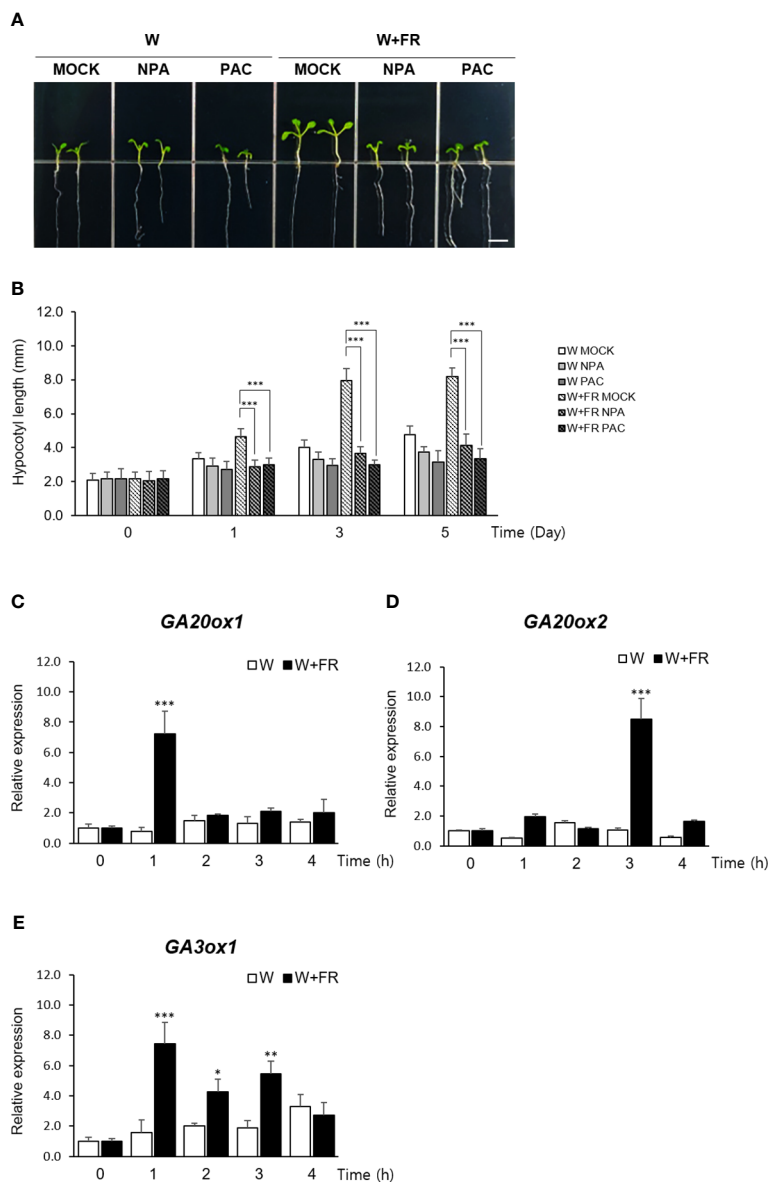 A
W W+FR
MOCK NPA PAC MOCK NPA PAC
B
12.0
10.0
8.0
6.0
4.0
2.0
0.0
Hypocotyl length (mm)
*** *** *** *** *** ***
0 1 3 5 Time (Day)
W MOCK
W NPA
W PAC
W+FR MOCK
W+FR NPA
W+FR PAC
C
GA20ox1
W W+FR
12.0
10.0
8.0
6.0
4.0
2.0
0.0
Relative expression
***
0 1 2 3 4 Time (h)
D
GA20ox2
W W+FR
12.0
10.0
8.0
6.0
4.0
2.0
0.0
Relative expression
***
0 1 2 3 4 Time (h)
E
GA3ox1
W W+FR
12.0
10.0
8.0
6.0
4.0
2.0
0.0
Relative expression
*** * **
0 1 2 3 4 Time (h)